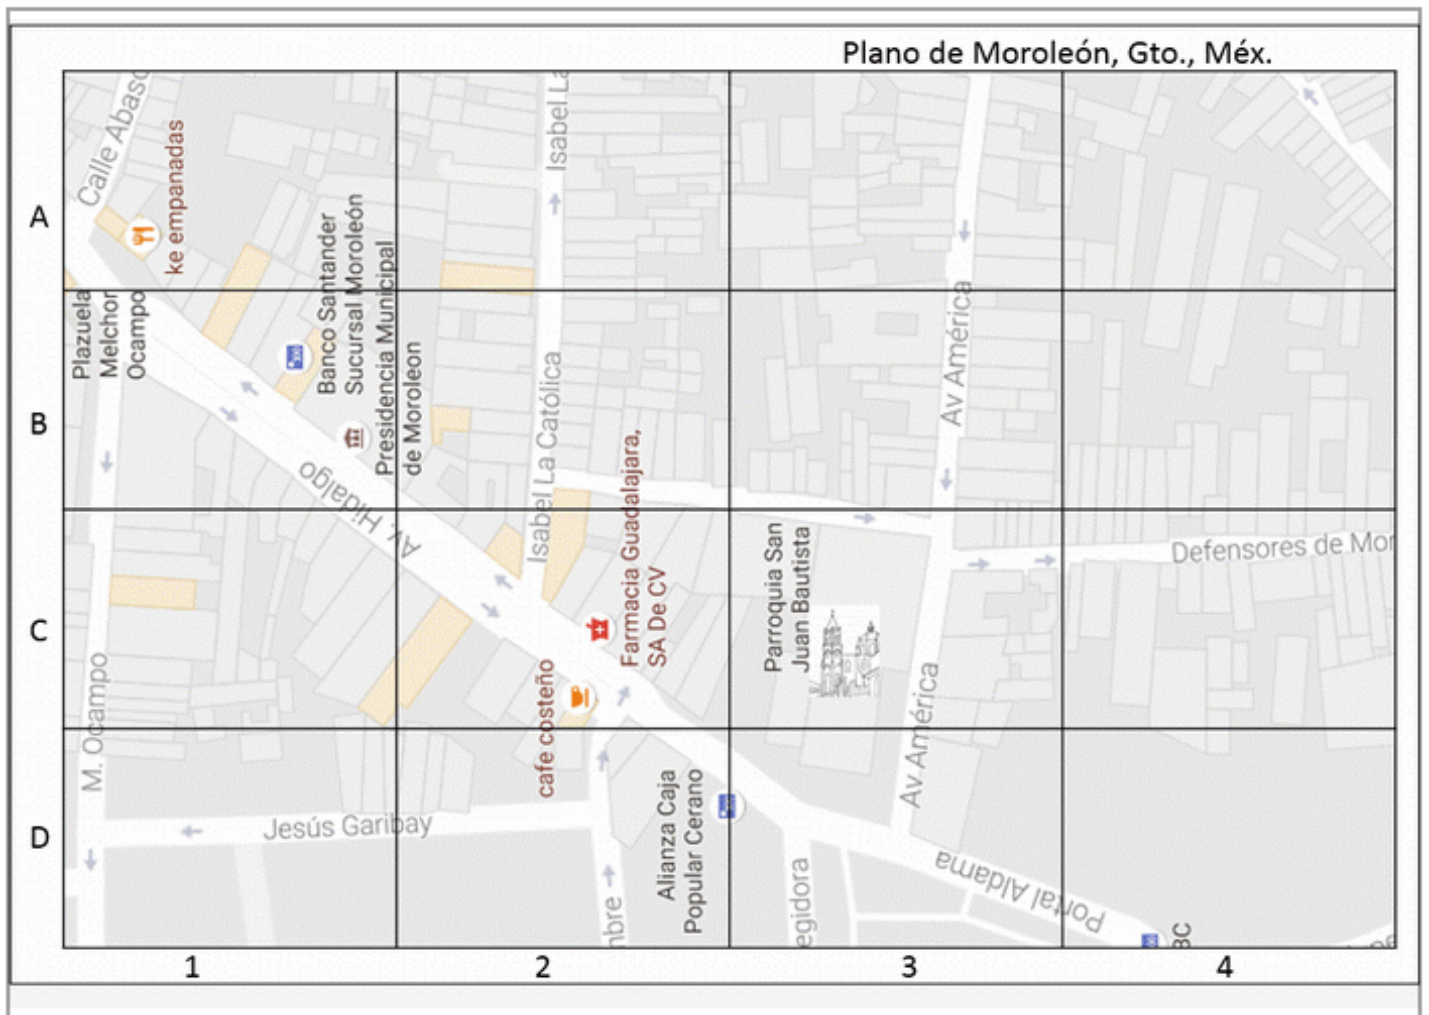 Plano de Moroleón, Gto., Méx.
Calle Abaso
ke empanadas
Isabel La
A
Banco Santander
Sucursal Moroleón
Presidencia Municipal
de Moroleon
Plazuela
Melchor
Ocampo
Av América
B
Isabel La Católica
Av. Hidalgo
Farmacia Guadalajara,
SA De CV
Parroquia San
Juan Bautista
Defensores de Mor
C
M. Ocampo
cafe costeño
Av América
Alianza Caja
Popular Cerano
D
Jesús Garibay
Portal Aldama
egidora
nbre
BC
1
2
3
4